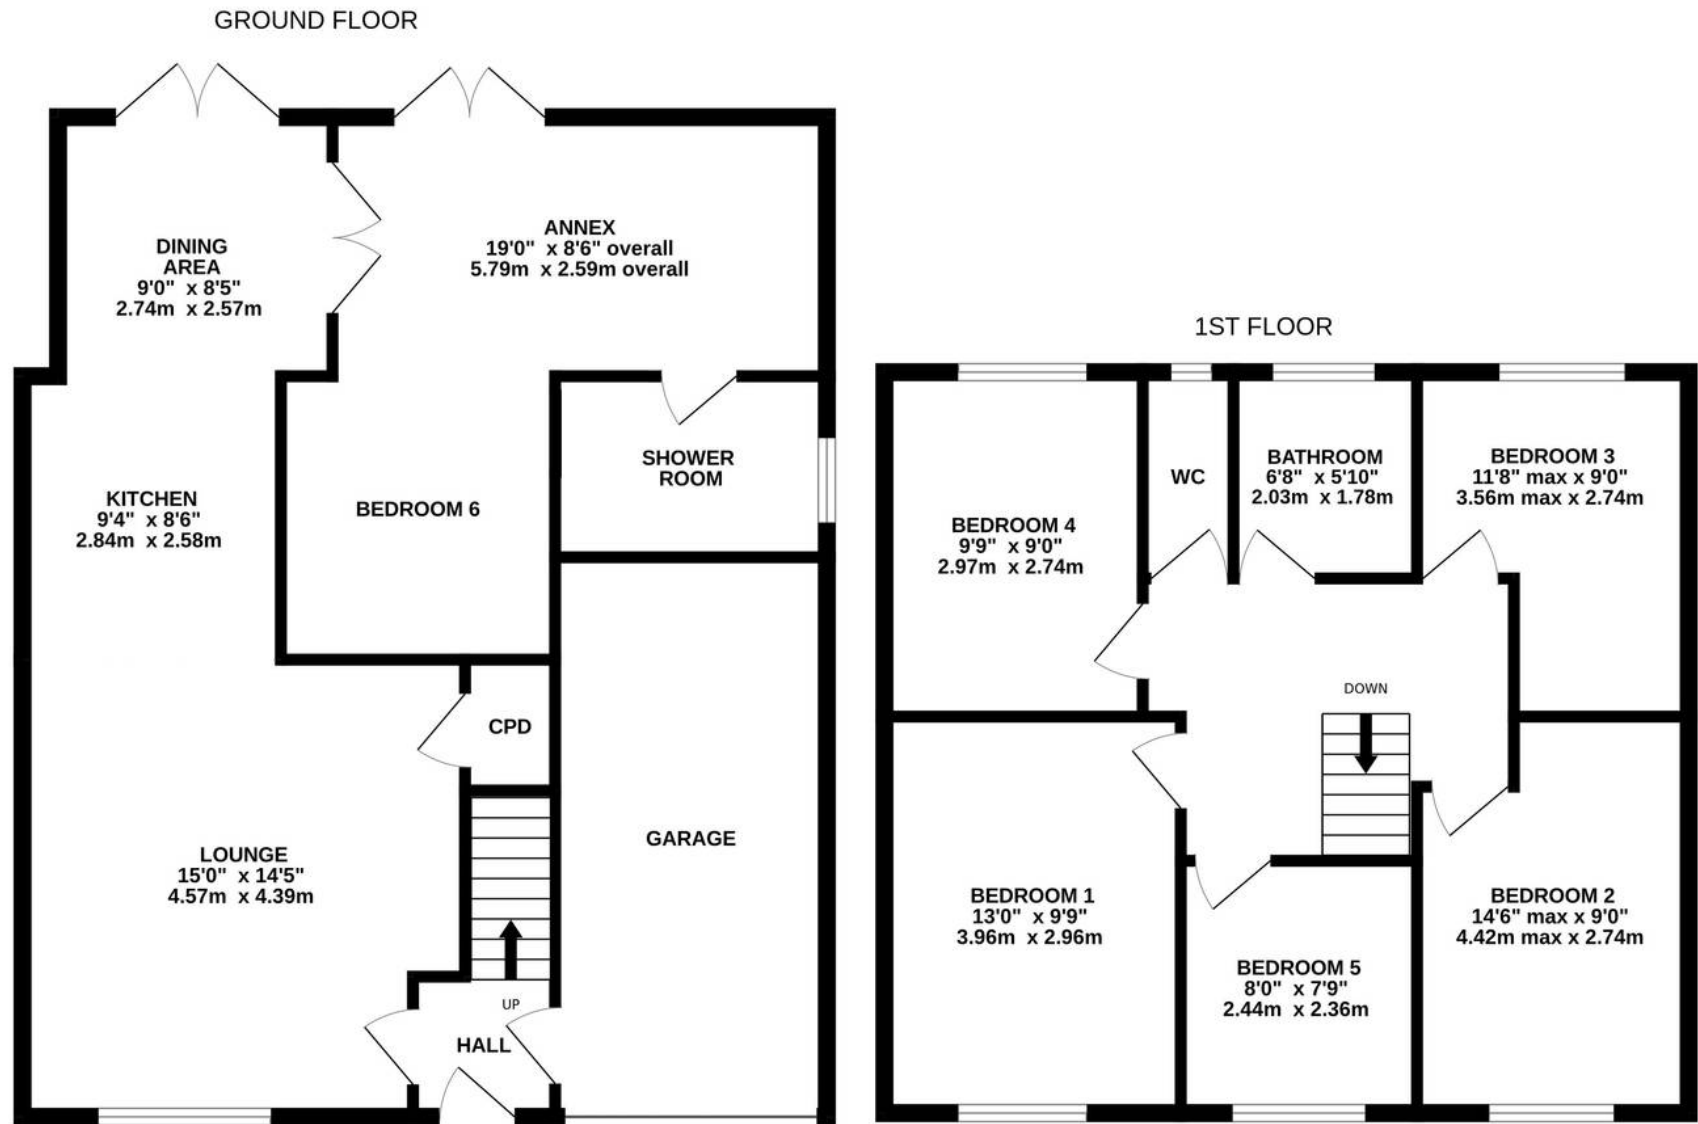 GROUND FLOOR
DINING
AREA
9'0" x 8'5"
2.74m x 2.57m
ANNEX
19'0" x 8'6" overall
5.79m x 2.59m overall
KITCHEN
9'4" x 8'6"
2.84m x 2.58m
BEDROOM 6
SHOWER
ROOM
CPD
LOUNGE
15'0" x 14'5"
4.57m x 4.39m
GARAGE
UP
HALL
1ST FLOOR
BEDROOM 4
9'9" x 9'0"
2.97m x 2.74m
WC
BATHROOM
6'8" x 5'10"
2.03m x 1.78m
BEDROOM 3
11'8" max x 9'0"
3.56m max x 2.74m
DOWN
BEDROOM 1
13'0" x 9'9"
3.96m x 2.96m
BEDROOM 5
8'0" x 7'9"
2.44m x 2.36m
BEDROOM 2
14'6" max x 9'0"
4.42m max x 2.74m